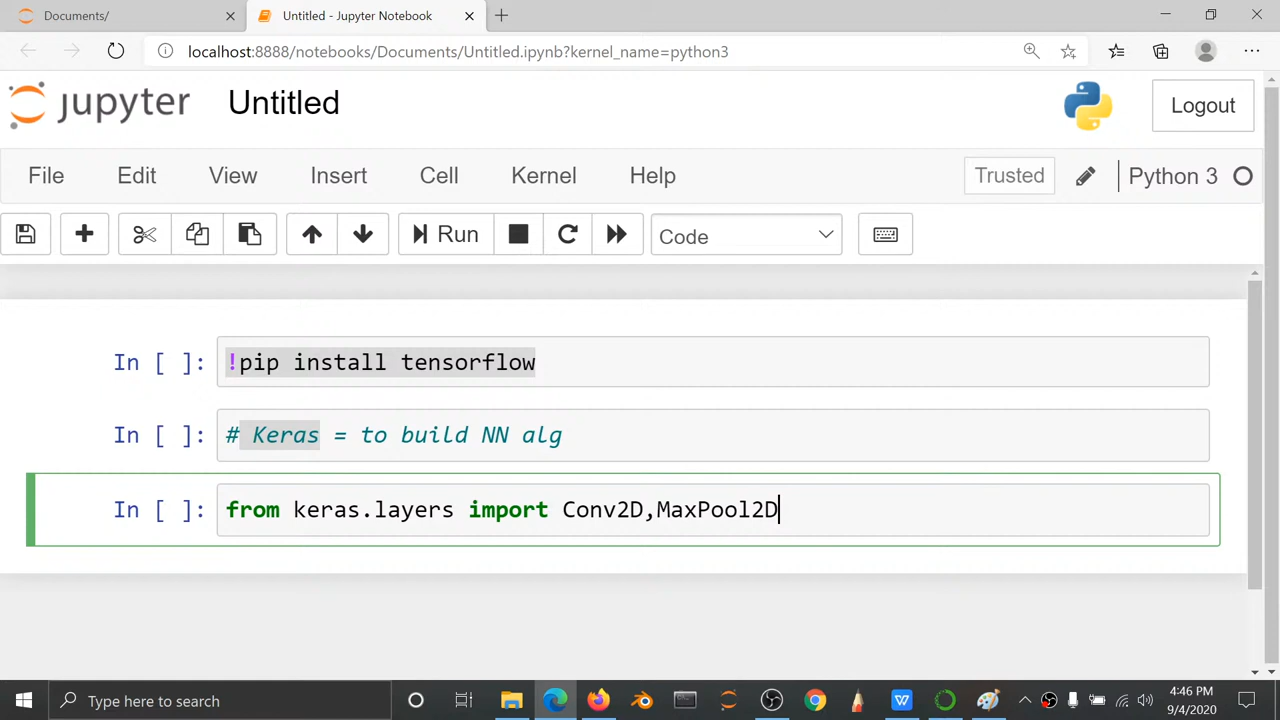 Documents/
Untitled - Jupyter Notebook
localhost:8888/notebooks/Documents/Untitled.ipynb?kernel_name=python3
jupyter Untitled
Logout
File Edit View Insert Cell Kernel Help Trusted Python 3
Run Code
In [ ]: !pip install tensorflow
In [ ]: # Keras = to build NN alg
In [ ]: from keras.layers import Conv2D,MaxPool2D
Type here to search
4:46 PM
9/4/2020